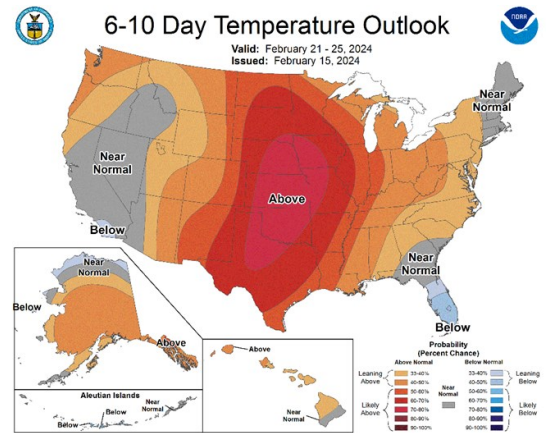 6-10 Day Temperature Outlook
Valid: February 21 - 25, 2024
Issued: February 15, 2024
NOAA
Near
Normal
Near
Normal
Below
Above
Near
Normal
Below
Near
Normal
Below
Above
Above
Near
Normal
Aleutian Islands
Below
Below
Near
Normal
Probability
(Percent Chance)
Above Normal
Below Normal
Leaning
Above
Likely
Above
33-40%
40-50%
50-60%
60-70%
70-80%
80-90%
90-100%
Near
Normal
33-40%
40-50%
50-60%
60-70%
70-80%
80-90%
90-100%
Leaning
Below
Likely
Below